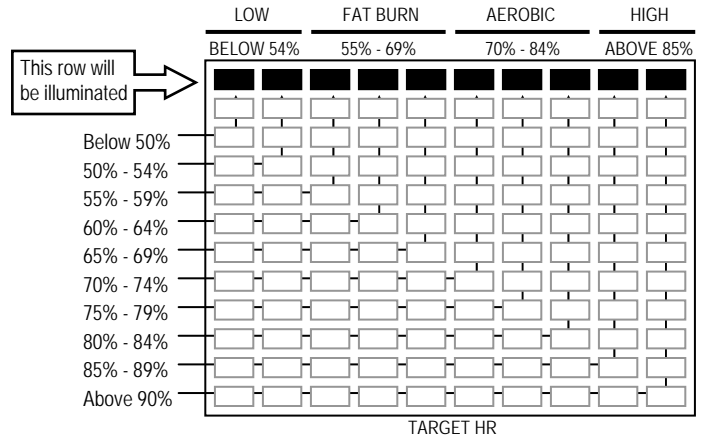 LOW FAT BURN AEROBIC HIGH
BELOW 54% 55% - 69% 70% - 84% ABOVE 85%
This row will
be illuminated
Below 50%
50% - 54%
55% - 59%
60% - 64%
65% - 69%
70% - 74%
75% - 79%
80% - 84%
85% - 89%
Above 90%
TARGET HR